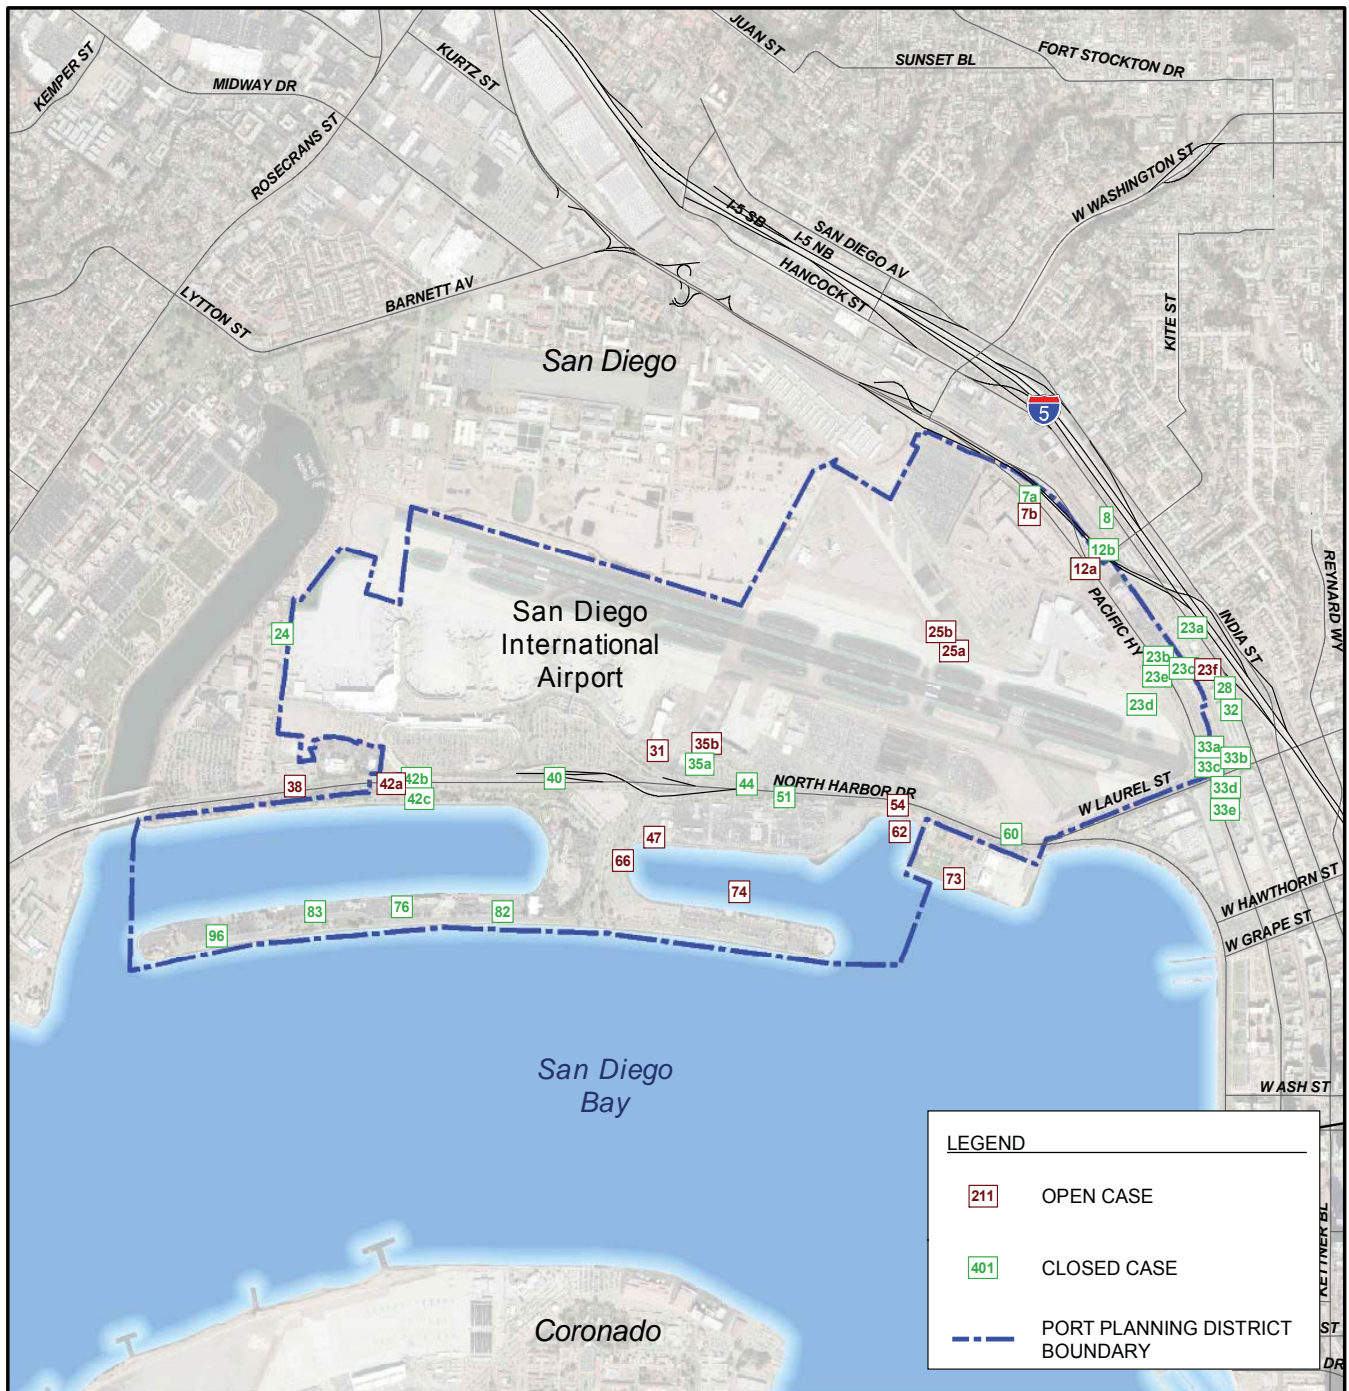 JUAN ST
SUNSET BL
FORT STOCKTON DR
KEMPER ST
KURTZ ST
MIDWAY DR
ROSECRANS ST
W WASHINGTON ST
I-5 SB
I-5 NB
SAN DIEGO AV
HANCOCK ST
KITE ST
LYTTON ST
BARNETT AV
San Diego
5
7a
7b
8
12b
12a
PACIFIC HY
INDIA ST
REYNARD WY
San Diego
International
Airport
24
25b
25a
23a
23b
23c
23f
23e
28
23d
32
31
35b
35a
33a
33b
33c
33d
33e
38
42a
42b
42c
40
44
51
NORTH HARBOR DR
W LAUREL ST
54
62
60
47
66
73
74
76
82
83
96
W HAWTHORN ST
W GRAPE ST
San Diego
Bay
W ASH ST
KETTNER BL
ST
DR
Coronado
LEGEND
211 OPEN CASE
401 CLOSED CASE
PORT PLANNING DISTRICT
BOUNDARY